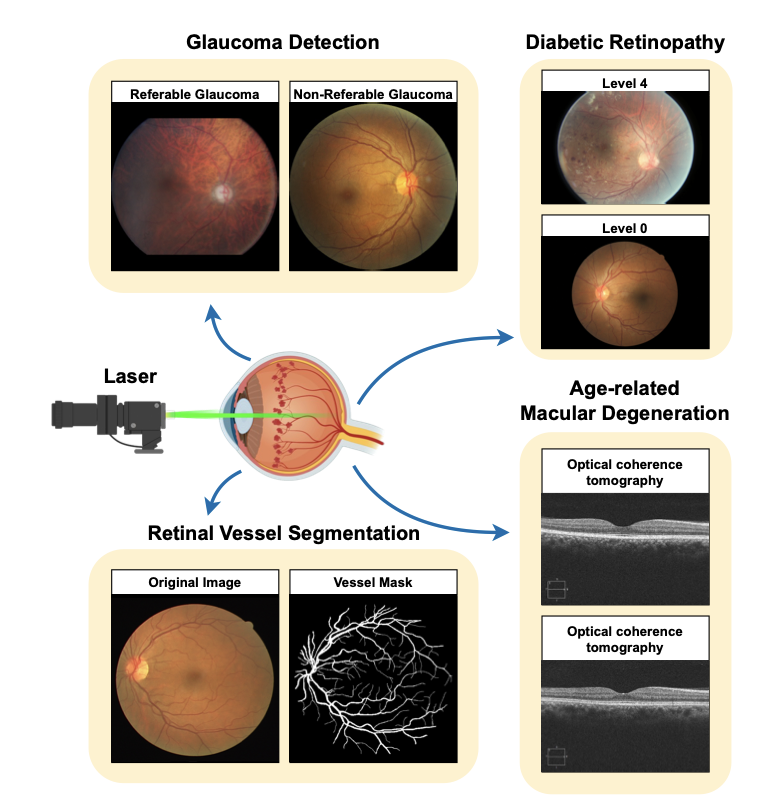 Glaucoma Detection
Referable Glaucoma
Non-Referable Glaucoma
Diabetic Retinopathy
Level 4
Level 0
Laser
Age-related
Macular Degeneration
Optical coherence
tomography
Optical coherence
tomography
Retinal Vessel Segmentation
Original Image
Vessel Mask